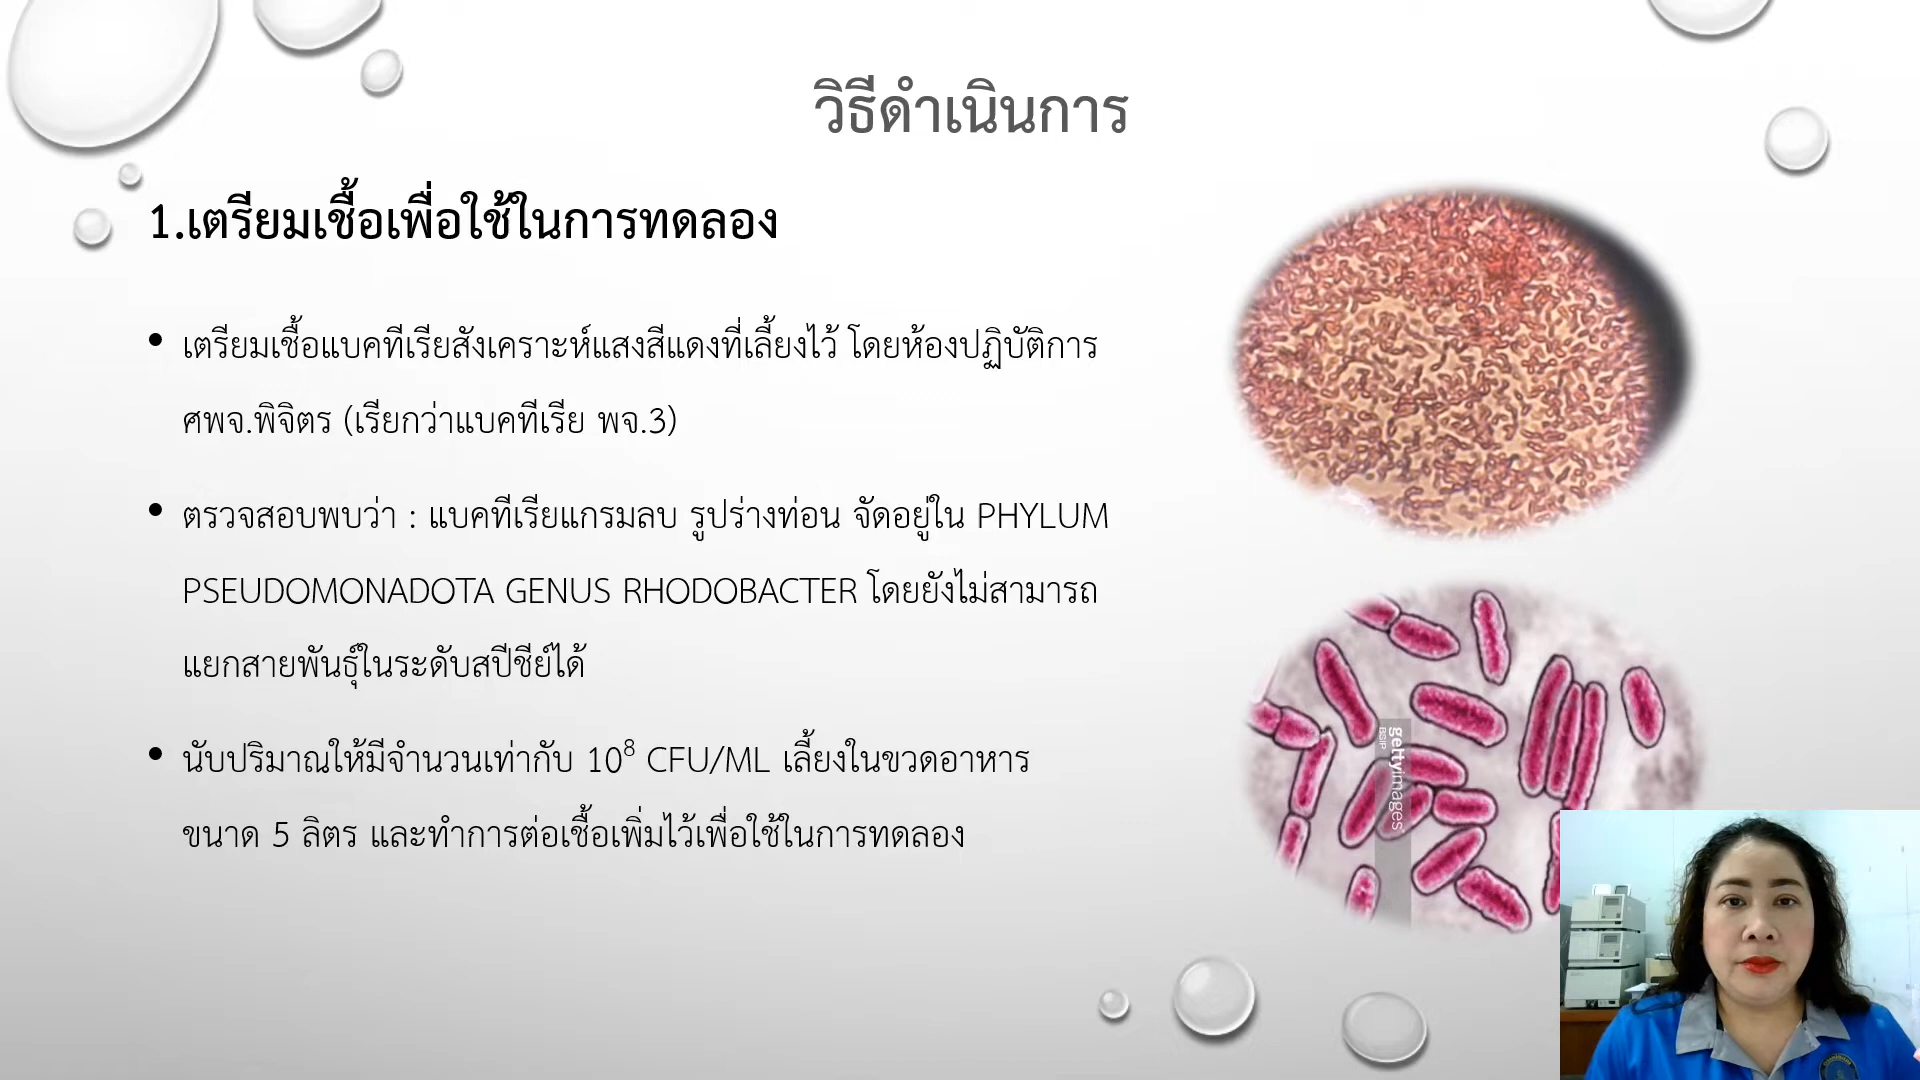 วิธีดำเนินการ
1.เตรียมเชื้อเพื่อใช้ในการทดลอง
• เตรียมเชื้อแบคทีเรียสังเคราะห์แสงสีแดงที่เลี้ยงไว้ โดยห้องปฏิบัติการ
ศพจ.พิจิตร (เรียกว่าแบคทีเรีย พจ.3)
• ตรวจสอบพบว่า : แบคทีเรียแกรมลบ รูปร่างท่อน จัดอยู่ใน PHYLUM
PSEUDOMONADOTA GENUS RHODOBACTER โดยยังไม่สามารถ
แยกสายพันธุ์ในระดับสปีชีย์ได้
• นับปริมาณให้มีจำนวนเท่ากับ 10⁸ CFU/ML เลี้ยงในขวดอาหาร
ขนาด 5 ลิตร และทำการต่อเชื้อเพิ่มไว้เพื่อใช้ในการทดลอง
gettyimages
BSIP